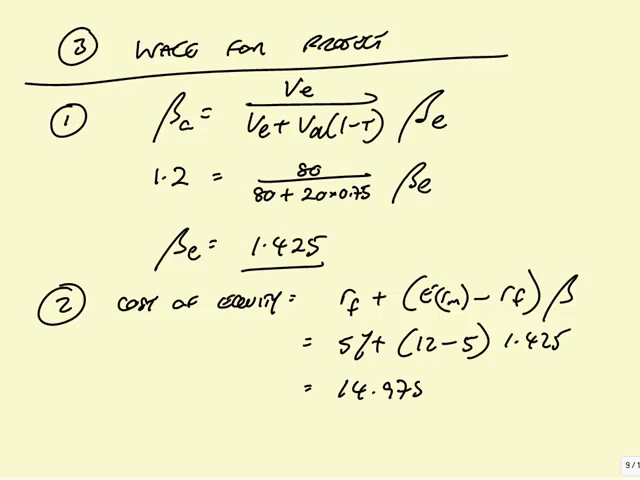 ③ WACC FOR PROJECT
① βa = Ve / (Ve + Vd(1-T)) βe
1.2 = 80 / (80 + 20×0.75) βe
βe = 1.425
② COST OF EQUITY = rf + (E(rm) - rf) β
= 5% + (12-5) 1.425
= 14.975
9/1